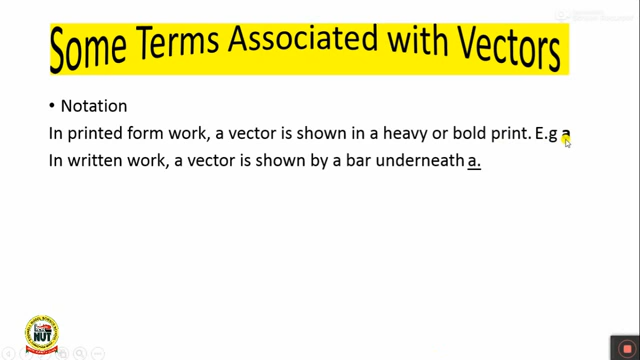 Some Terms Associated with Vectors
• Notation
In printed form work, a vector is shown in a heavy or bold print. E.g a
In written work, a vector is shown by a bar underneath a.
NUT